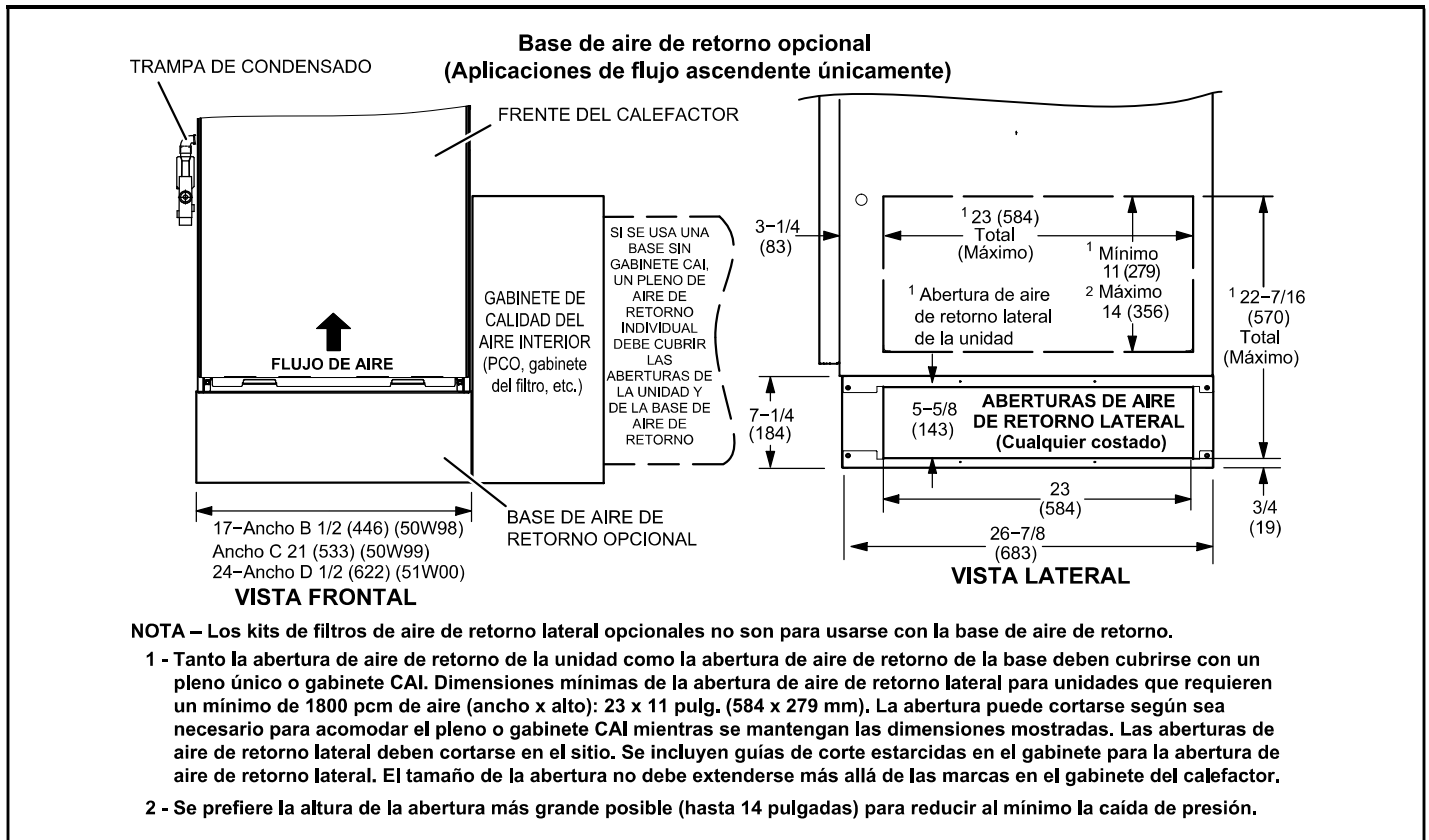 Base de aire de retorno opcional
(Aplicaciones de flujo ascendente únicamente)
TRAMPA DE CONDENSADO
FRENTE DEL CALEFACTOR
FLUJO DE AIRE
GABINETE DE
CALIDAD DEL
AIRE INTERIOR
(PCO, gabinete
del filtro, etc.)
SI SE USA UNA
BASE SIN
GABINETE CAI,
UN PLENO DE
AIRE DE
RETORNO
INDIVIDUAL
DEBE CUBRIR
LAS
ABERTURAS DE
LA UNIDAD Y
DE LA BASE DE
AIRE DE
RETORNO
BASE DE AIRE DE
RETORNO OPCIONAL
17−Ancho B 1/2 (446) (50W98)
Ancho C 21 (533) (50W99)
24−Ancho D 1/2 (622) (51W00)
VISTA FRONTAL
3−1/4
(83)
1 23 (584)
Total
(Máximo)
1 Mínimo
11 (279)
2 Máximo
14 (356)
1 Abertura de aire
de retorno lateral
de la unidad
1 22−7/16
(570)
Total
(Máximo)
7−1/4
(184)
5−5/8
(143)
ABERTURAS DE AIRE
DE RETORNO LATERAL
(Cualquier costado)
23
(584)
3/4
(19)
26−7/8
(683)
VISTA LATERAL
NOTA – Los kits de filtros de aire de retorno lateral opcionales no son para usarse con la base de aire de retorno.
1 - Tanto la abertura de aire de retorno de la unidad como la abertura de aire de retorno de la base deben cubrirse con un
pleno único o gabinete CAI. Dimensiones mínimas de la abertura de aire de retorno lateral para unidades que requieren
un mínimo de 1800 pcm de aire (ancho x alto): 23 x 11 pulg. (584 x 279 mm). La abertura puede cortarse según sea
necesario para acomodar el pleno o gabinete CAI mientras se mantengan las dimensiones mostradas. Las aberturas de
aire de retorno lateral deben cortarse en el sitio. Se incluyen guías de corte estarcidas en el gabinete para la abertura de
aire de retorno lateral. El tamaño de la abertura no debe extenderse más allá de las marcas en el gabinete del calefactor.
2 - Se prefiere la altura de la abertura más grande posible (hasta 14 pulgadas) para reducir al mínimo la caída de presión.